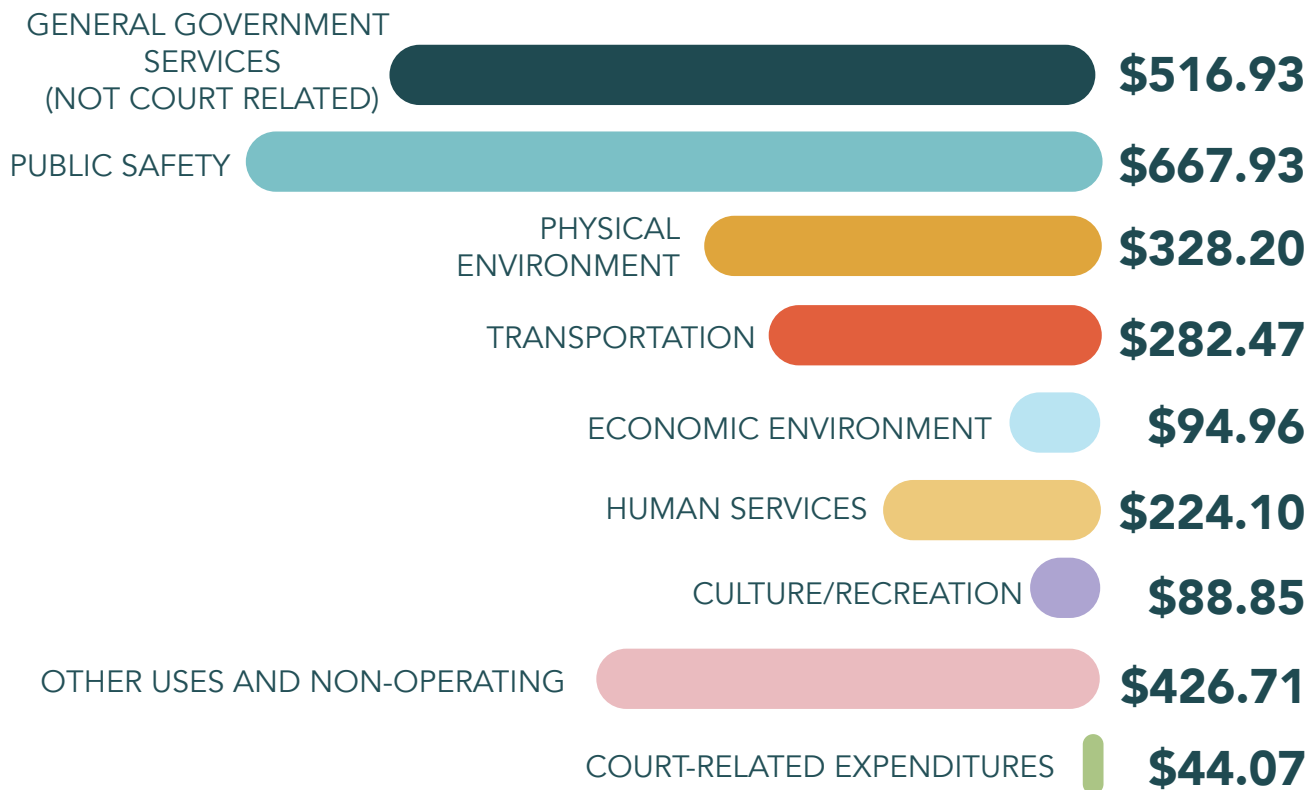 GENERAL GOVERNMENT
SERVICES
(NOT COURT RELATED)
$516.93
PUBLIC SAFETY
$667.93
PHYSICAL
ENVIRONMENT
$328.20
TRANSPORTATION
$282.47
ECONOMIC ENVIRONMENT
$94.96
HUMAN SERVICES
$224.10
CULTURE/RECREATION
$88.85
OTHER USES AND NON-OPERATING
$426.71
COURT-RELATED EXPENDITURES
$44.07